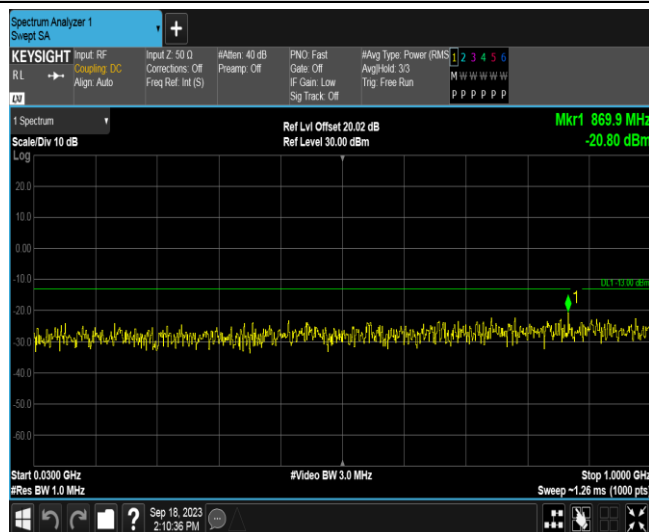 Spectrum Analyzer 1
Swept SA
+
KEYSIGHT
RL
LXI
Input: RF
Coupling: DC
Align: Auto
Input Z: 50 Ω
Corrections: Off
Freq Ref: Int (S)
#Atten: 40 dB
Preamp: Off
PNO: Fast
Gate: Off
IF Gain: Low
Sig Track: Off
#Avg Type: Power (RMS
Avg|Hold: 3/3
Trig: Free Run
1 2 3 4 5 6
M W W W W W
P P P P P P
1 Spectrum
Scale/Div 10 dB
Ref Lvl Offset 20.02 dB
Ref Level 30.00 dBm
Mkr1 869.9 MHz
-20.80 dBm
Log
20.0
10.0
0.00
-10.0
DL1 -13.00 dBm
1
-20.0
-30.0
-40.0
-50.0
-60.0
Start 0.0300 GHz
#Res BW 1.0 MHz
#Video BW 3.0 MHz
Stop 1.0000 GHz
Sweep ~1.26 ms (1000 pts)
?
Sep 18, 2023
2:10:36 PM